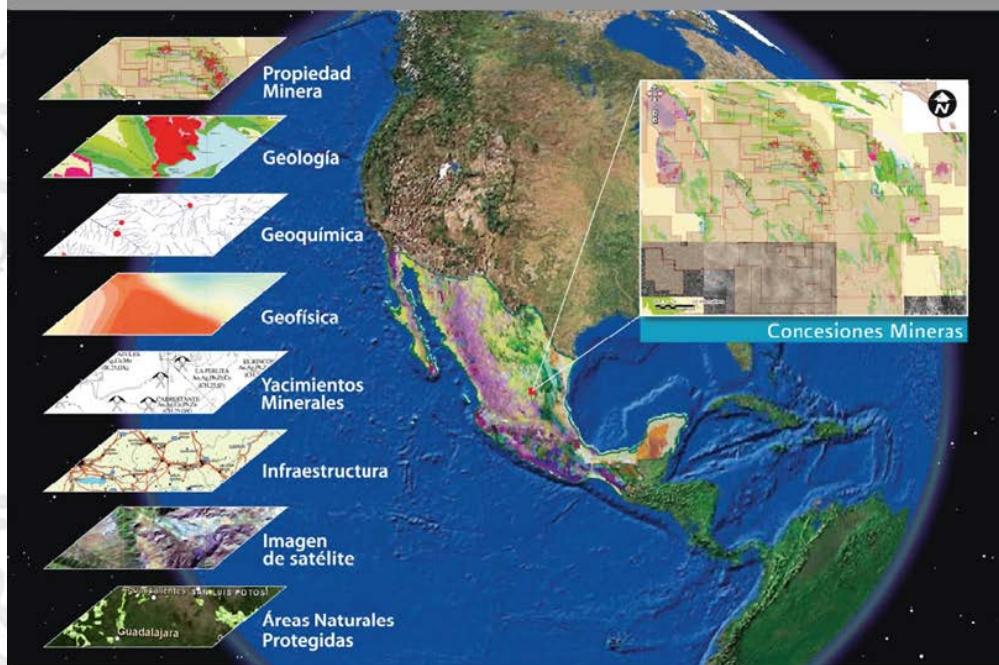 Propiedad
Minera
Geología
Geoquímica
Geofísica
LA PERLITA
Yacimientos
Minerales
Infraestructura
Imagen
de satélite
SAN LUIS POTOSI
Guadalajara
Áreas Naturales
Protegidas
N
Concesiones Mineras